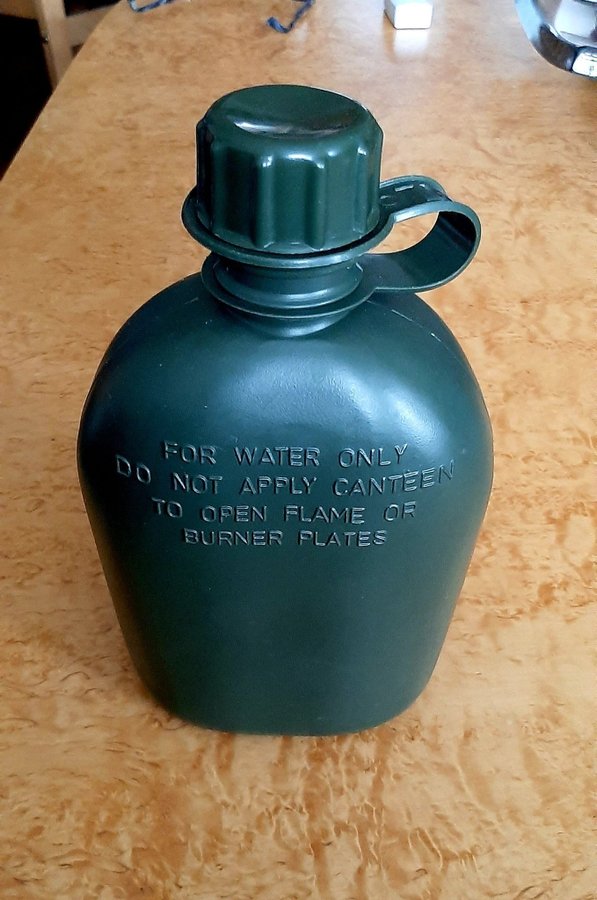 FOR WATER ONLY
DO NOT APPLY CANTEEN
TO OPEN FLAME OR
BURNER PLATES